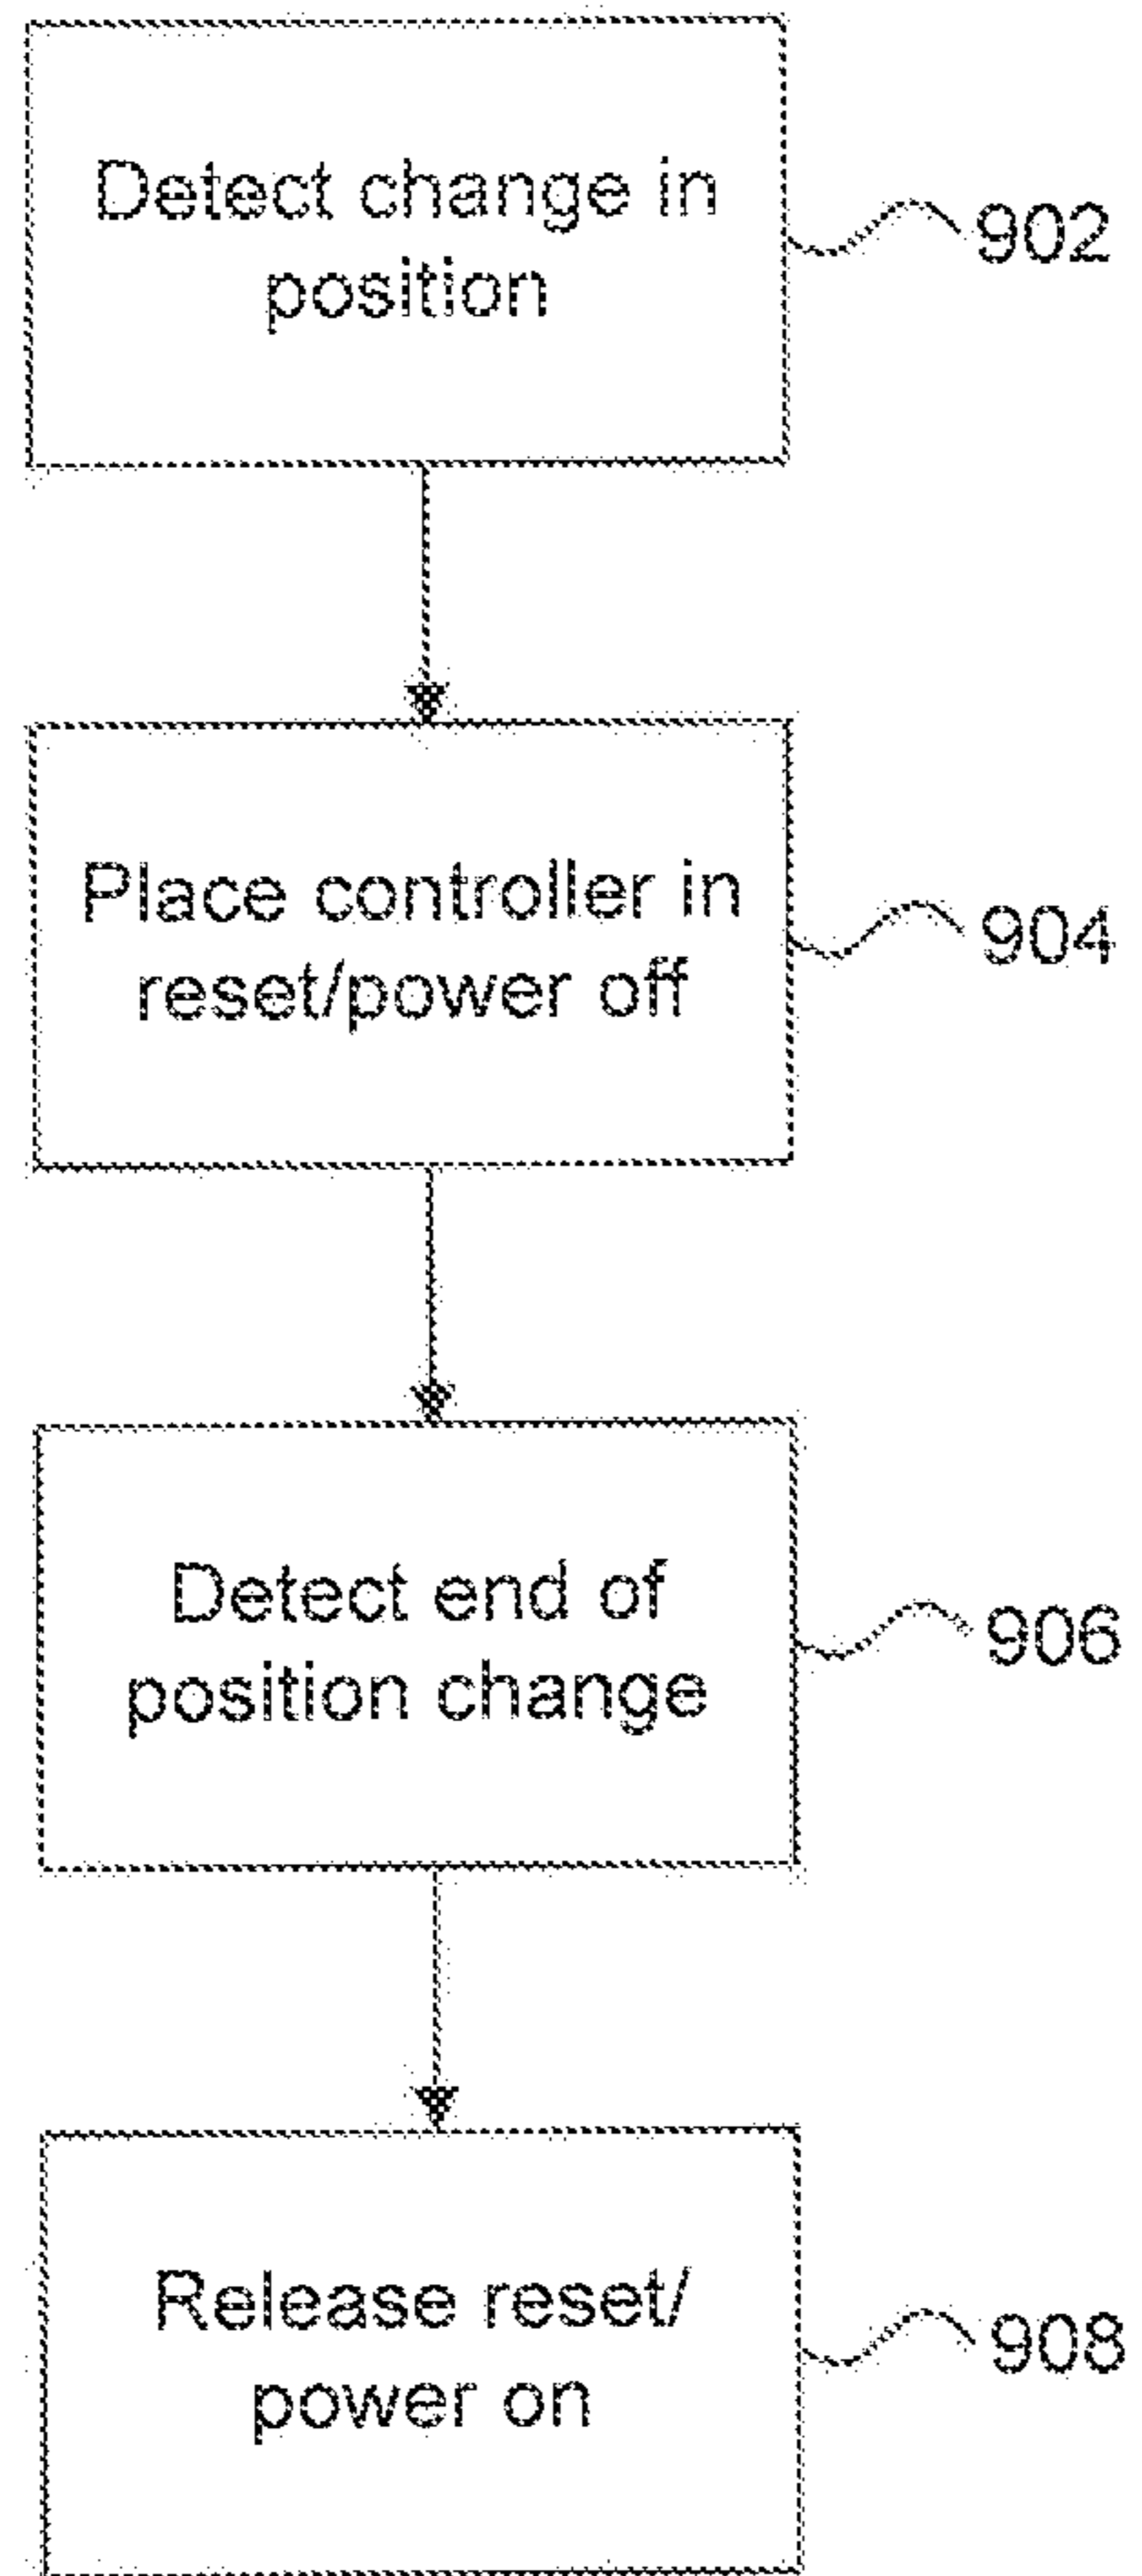 Detect change in
position
902
Place controller in
reset/power off
904
Detect end of
position change
906
Release reset/
power on
908